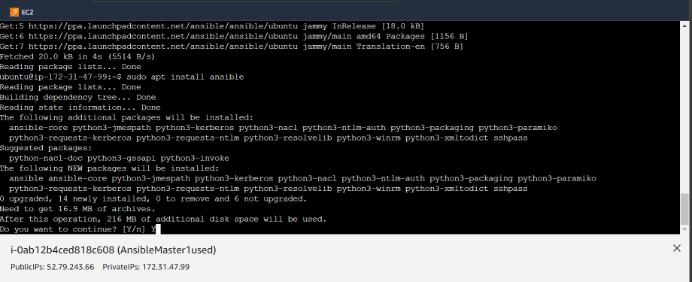 EC2
Get:5 https://ppa.launchpadcontent.net/ansible/ansible/ubuntu jammy InRelease [18.0 kB]
Get:6 https://ppa.launchpadcontent.net/ansible/ansible/ubuntu jammy/main amd64 Packages [1156 B]
Get:7 https://ppa.launchpadcontent.net/ansible/ansible/ubuntu jammy/main Translation-en [756 B]
Fetched 20.0 kB in 4s (5514 B/s)
Reading package lists... Done
ubuntu@ip-172-31-47-99:~$ sudo apt install ansible
Reading package lists... Done
Building dependency tree... Done
Reading state information... Done
The following additional packages will be installed:
ansible-core python3-jmespath python3-kerberos python3-nacl python3-ntlm-auth python3-packaging python3-paramiko
python3-requests-kerberos python3-requests-ntlm python3-resolvelib python3-winrm python3-xmltodict sshpass
Suggested packages:
python-nacl-doc python3-gssapi python3-invoke
The following NEW packages will be installed:
ansible ansible-core python3-jmespath python3-kerberos python3-nacl python3-ntlm-auth python3-packaging python3-paramiko
python3-requests-kerberos python3-requests-ntlm python3-resolvelib python3-winrm python3-xmltodict sshpass
0 upgraded, 14 newly installed, 0 to remove and 6 not upgraded.
Need to get 16.9 MB of archives.
After this operation, 216 MB of additional disk space will be used.
Do you want to continue? [Y/n] Y
i-0ab12b4ced818c608 (AnsibleMaster1used)
PublicIPs: 52.79.243.66 PrivateIPs: 172.31.47.99